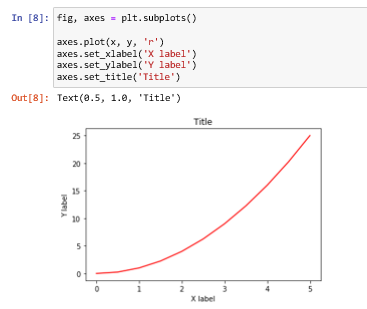 In [8]: fig, axes = plt.subplots()
axes.plot(x, y, 'r')
axes.set_xlabel('X label')
axes.set_ylabel('Y label')
axes.set_title('Title')
Out[8]: Text(0.5, 1.0, 'Title')
Title
25
20
15
10
5
0
Y label
0 1 2 3 4 5
X label